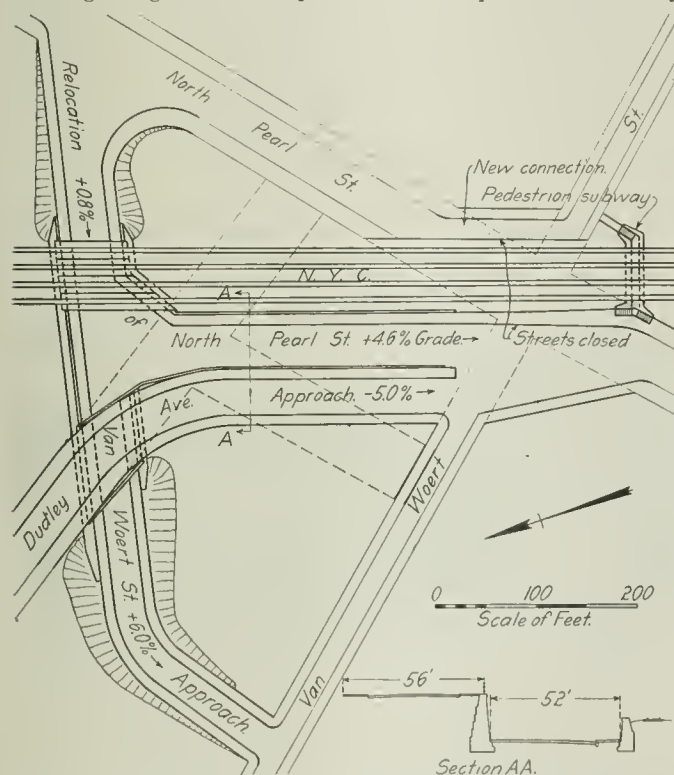 Relocation
+0.8%
of
North
Pearl
St.
St.
New connection.
Pedestrion subway
N. Y. C.
A
North Pearl St. +4.6% Grade
Streets closed
Approach. -5.0%
A
Dudley Ave.
Van
Woert St. +6.0%
Approach.
Van Woert
0 100 200
Scale of Feet.
56'
52'
Section AA.